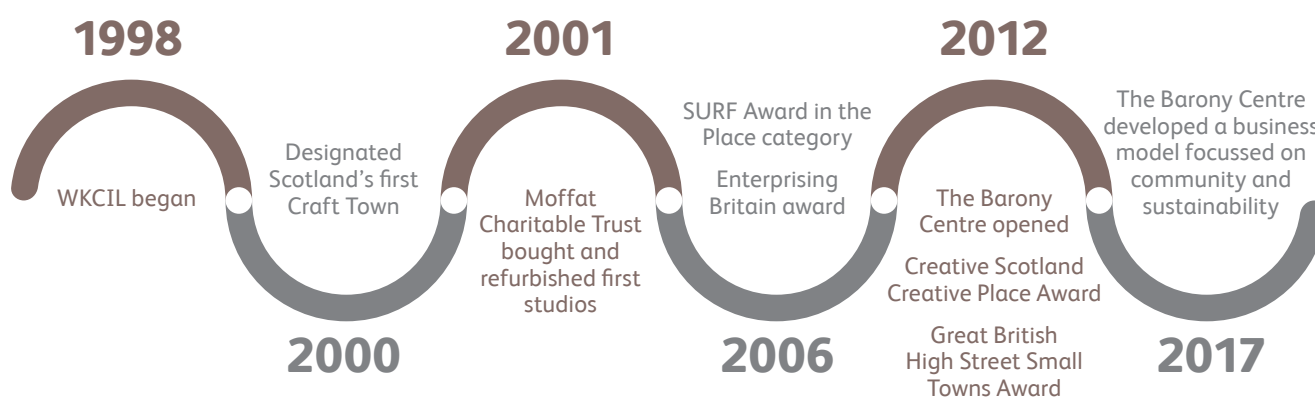 1998
WKCIL began
Designated
Scotland's first
Craft Town
2000
2001
Moffat
Charitable Trust
bought and
refurbished first
studios
SURF Award in the
Place category
Enterprising
Britain award
2006
2012
The Barony
Centre opened
Creative Scotland
Creative Place Award
Great British
High Street Small
Towns Award
The Barony Centre
developed a business
model focussed on
community and
sustainability
2017